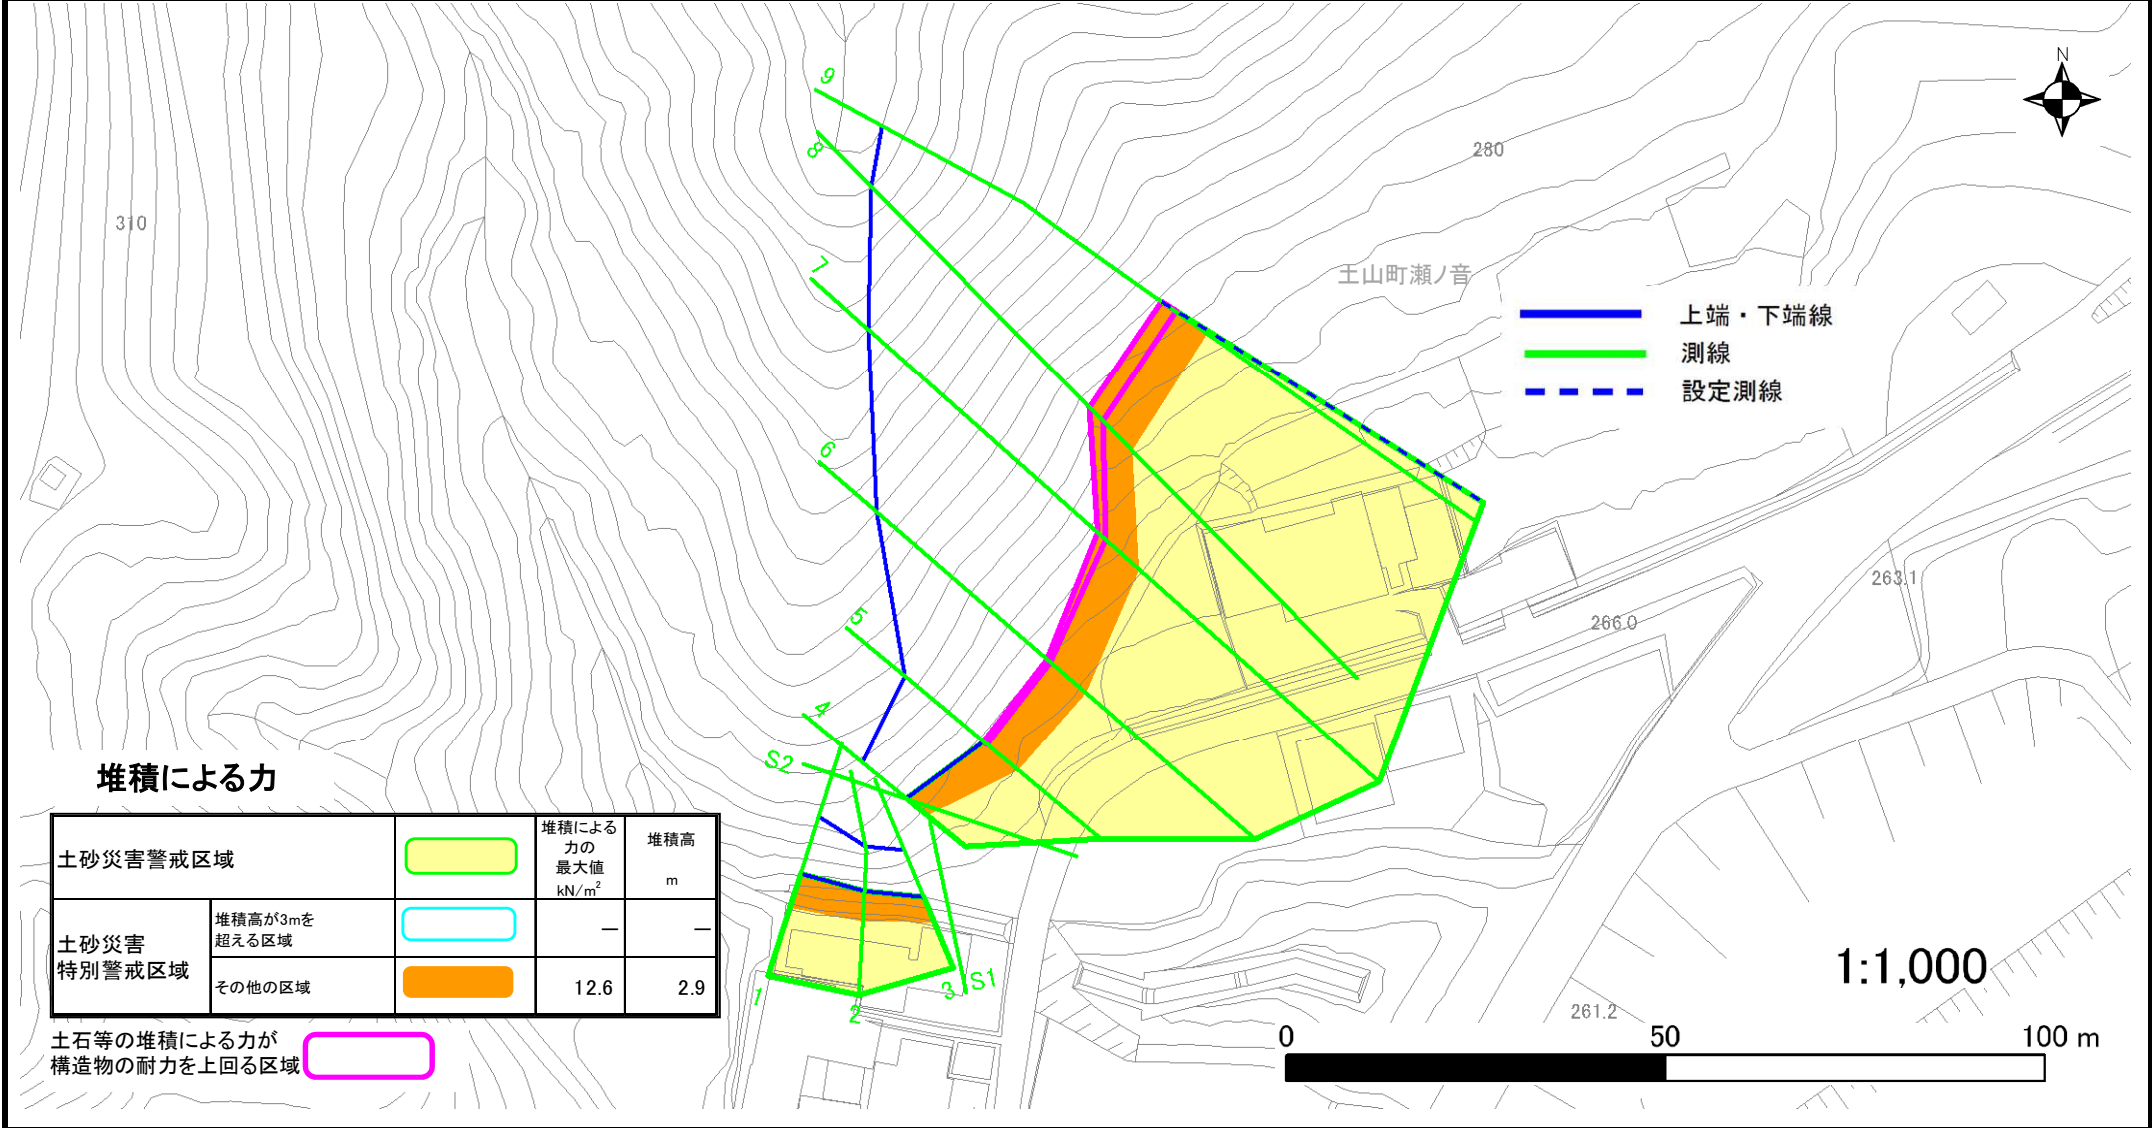 N
9
8
280
310
7
土山町瀬ノ音
上端・下端線
測線
設定測線
6
263.1
5
266.0
4
S2
堆積による力
土砂災害警戒区域
堆積による
力の
最大値
kN/m²
堆積高
m
土砂災害
特別警戒区域
堆積高が3mを
超える区域
―
―
その他の区域
12.6
2.9
1
2
3
S1
1:1,000
261.2
土石等の堆積による力が
構造物の耐力を上回る区域
0
50
100 m